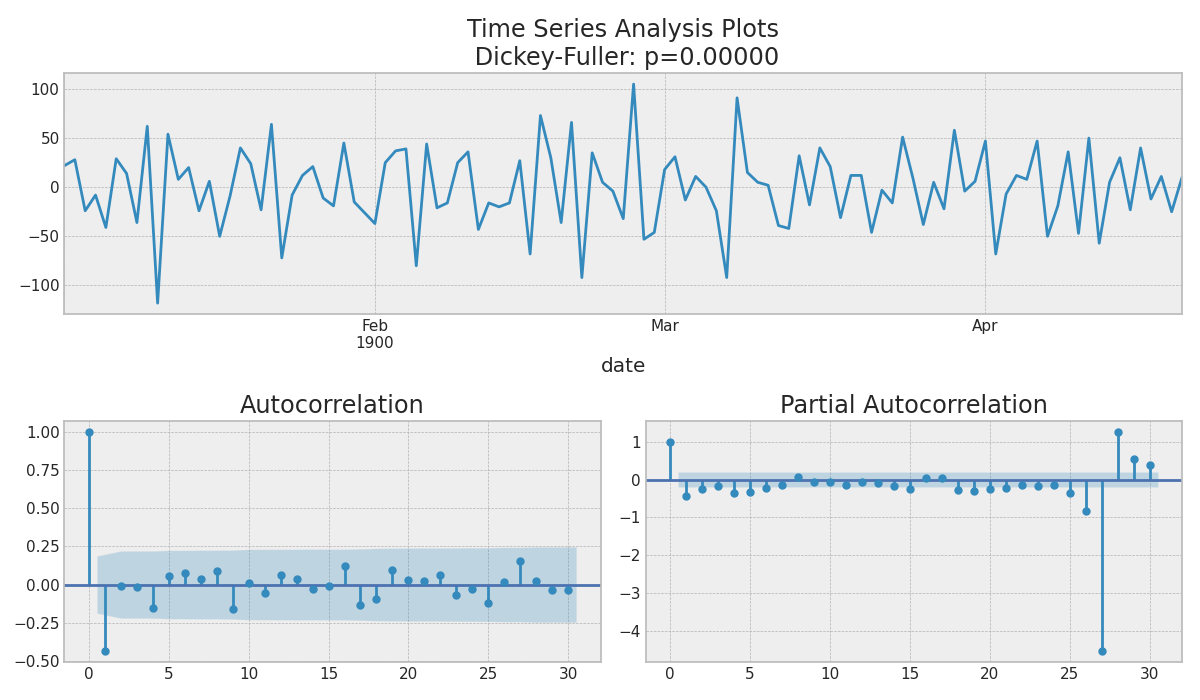 Time Series Analysis Plots
Dickey-Fuller: p=0.00000
100
50
0
−50
−100
Feb
1900
Mar
Apr
date
Autocorrelation
1.00
0.75
0.50
0.25
0.00
−0.25
−0.50
0 5 10 15 20 25 30
Partial Autocorrelation
1
0
−1
−2
−3
−4
0 5 10 15 20 25 30